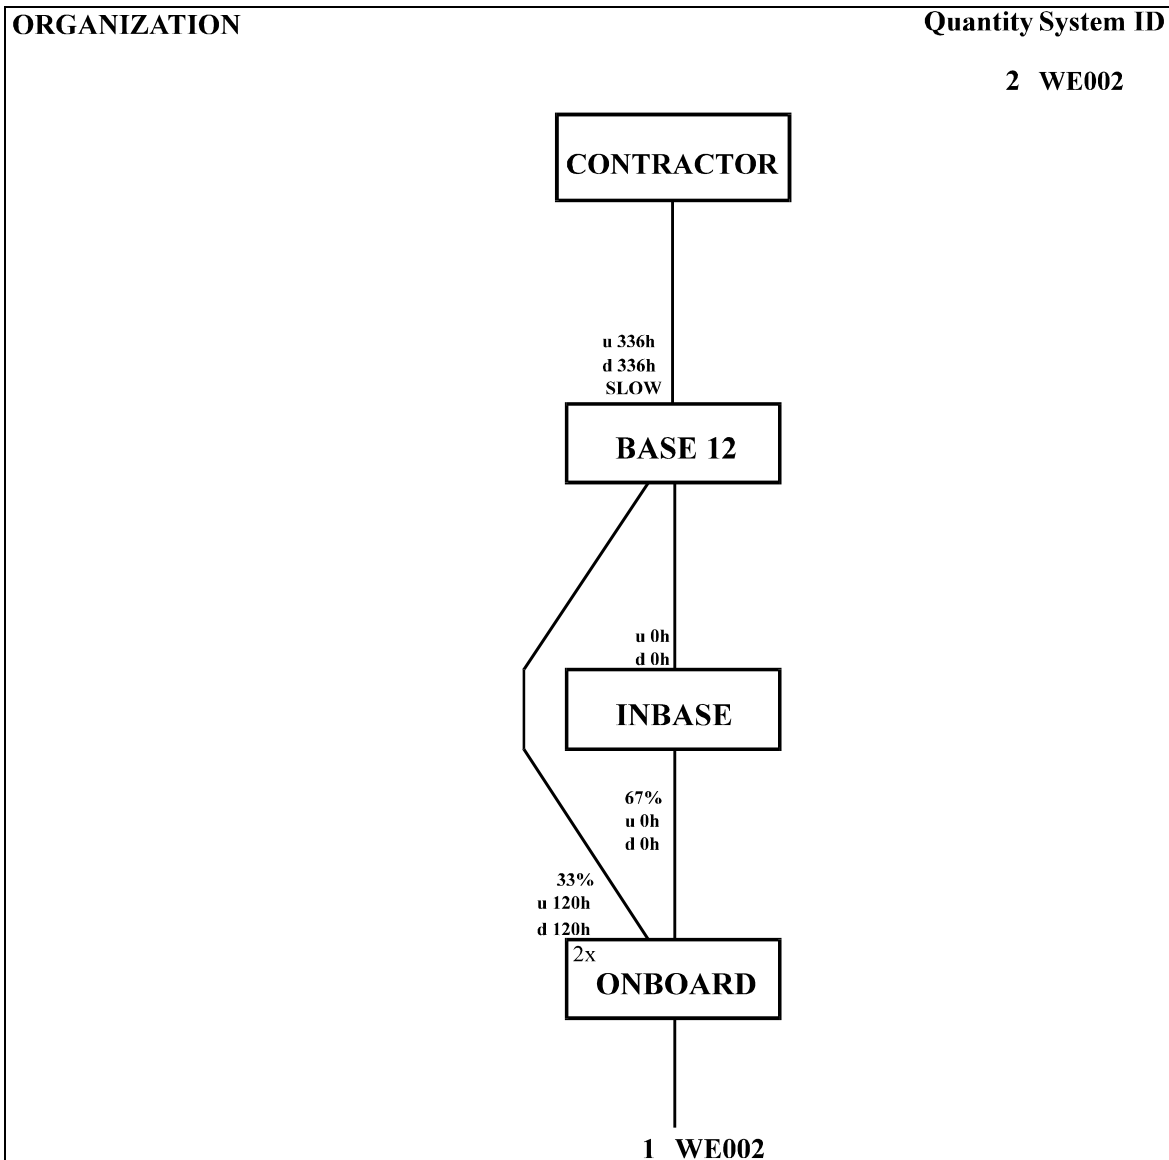 ORGANIZATION
Quantity System ID
2 WE002
CONTRACTOR
u 336h
d 336h
SLOW
BASE 12
u 0h
d 0h
INBASE
67%
u 0h
d 0h
33%
u 120h
d 120h
2x
ONBOARD
1 WE002